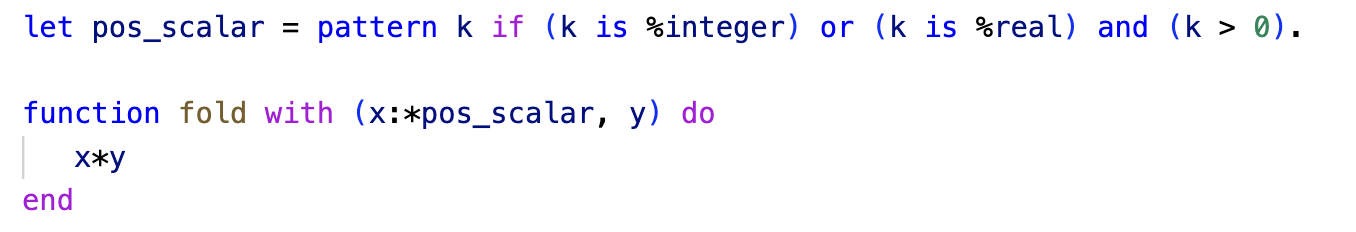 let pos_scalar = pattern k if (k is %integer) or (k is %real) and (k > 0).
function fold with (x:*pos_scalar, y) do
x*y
end